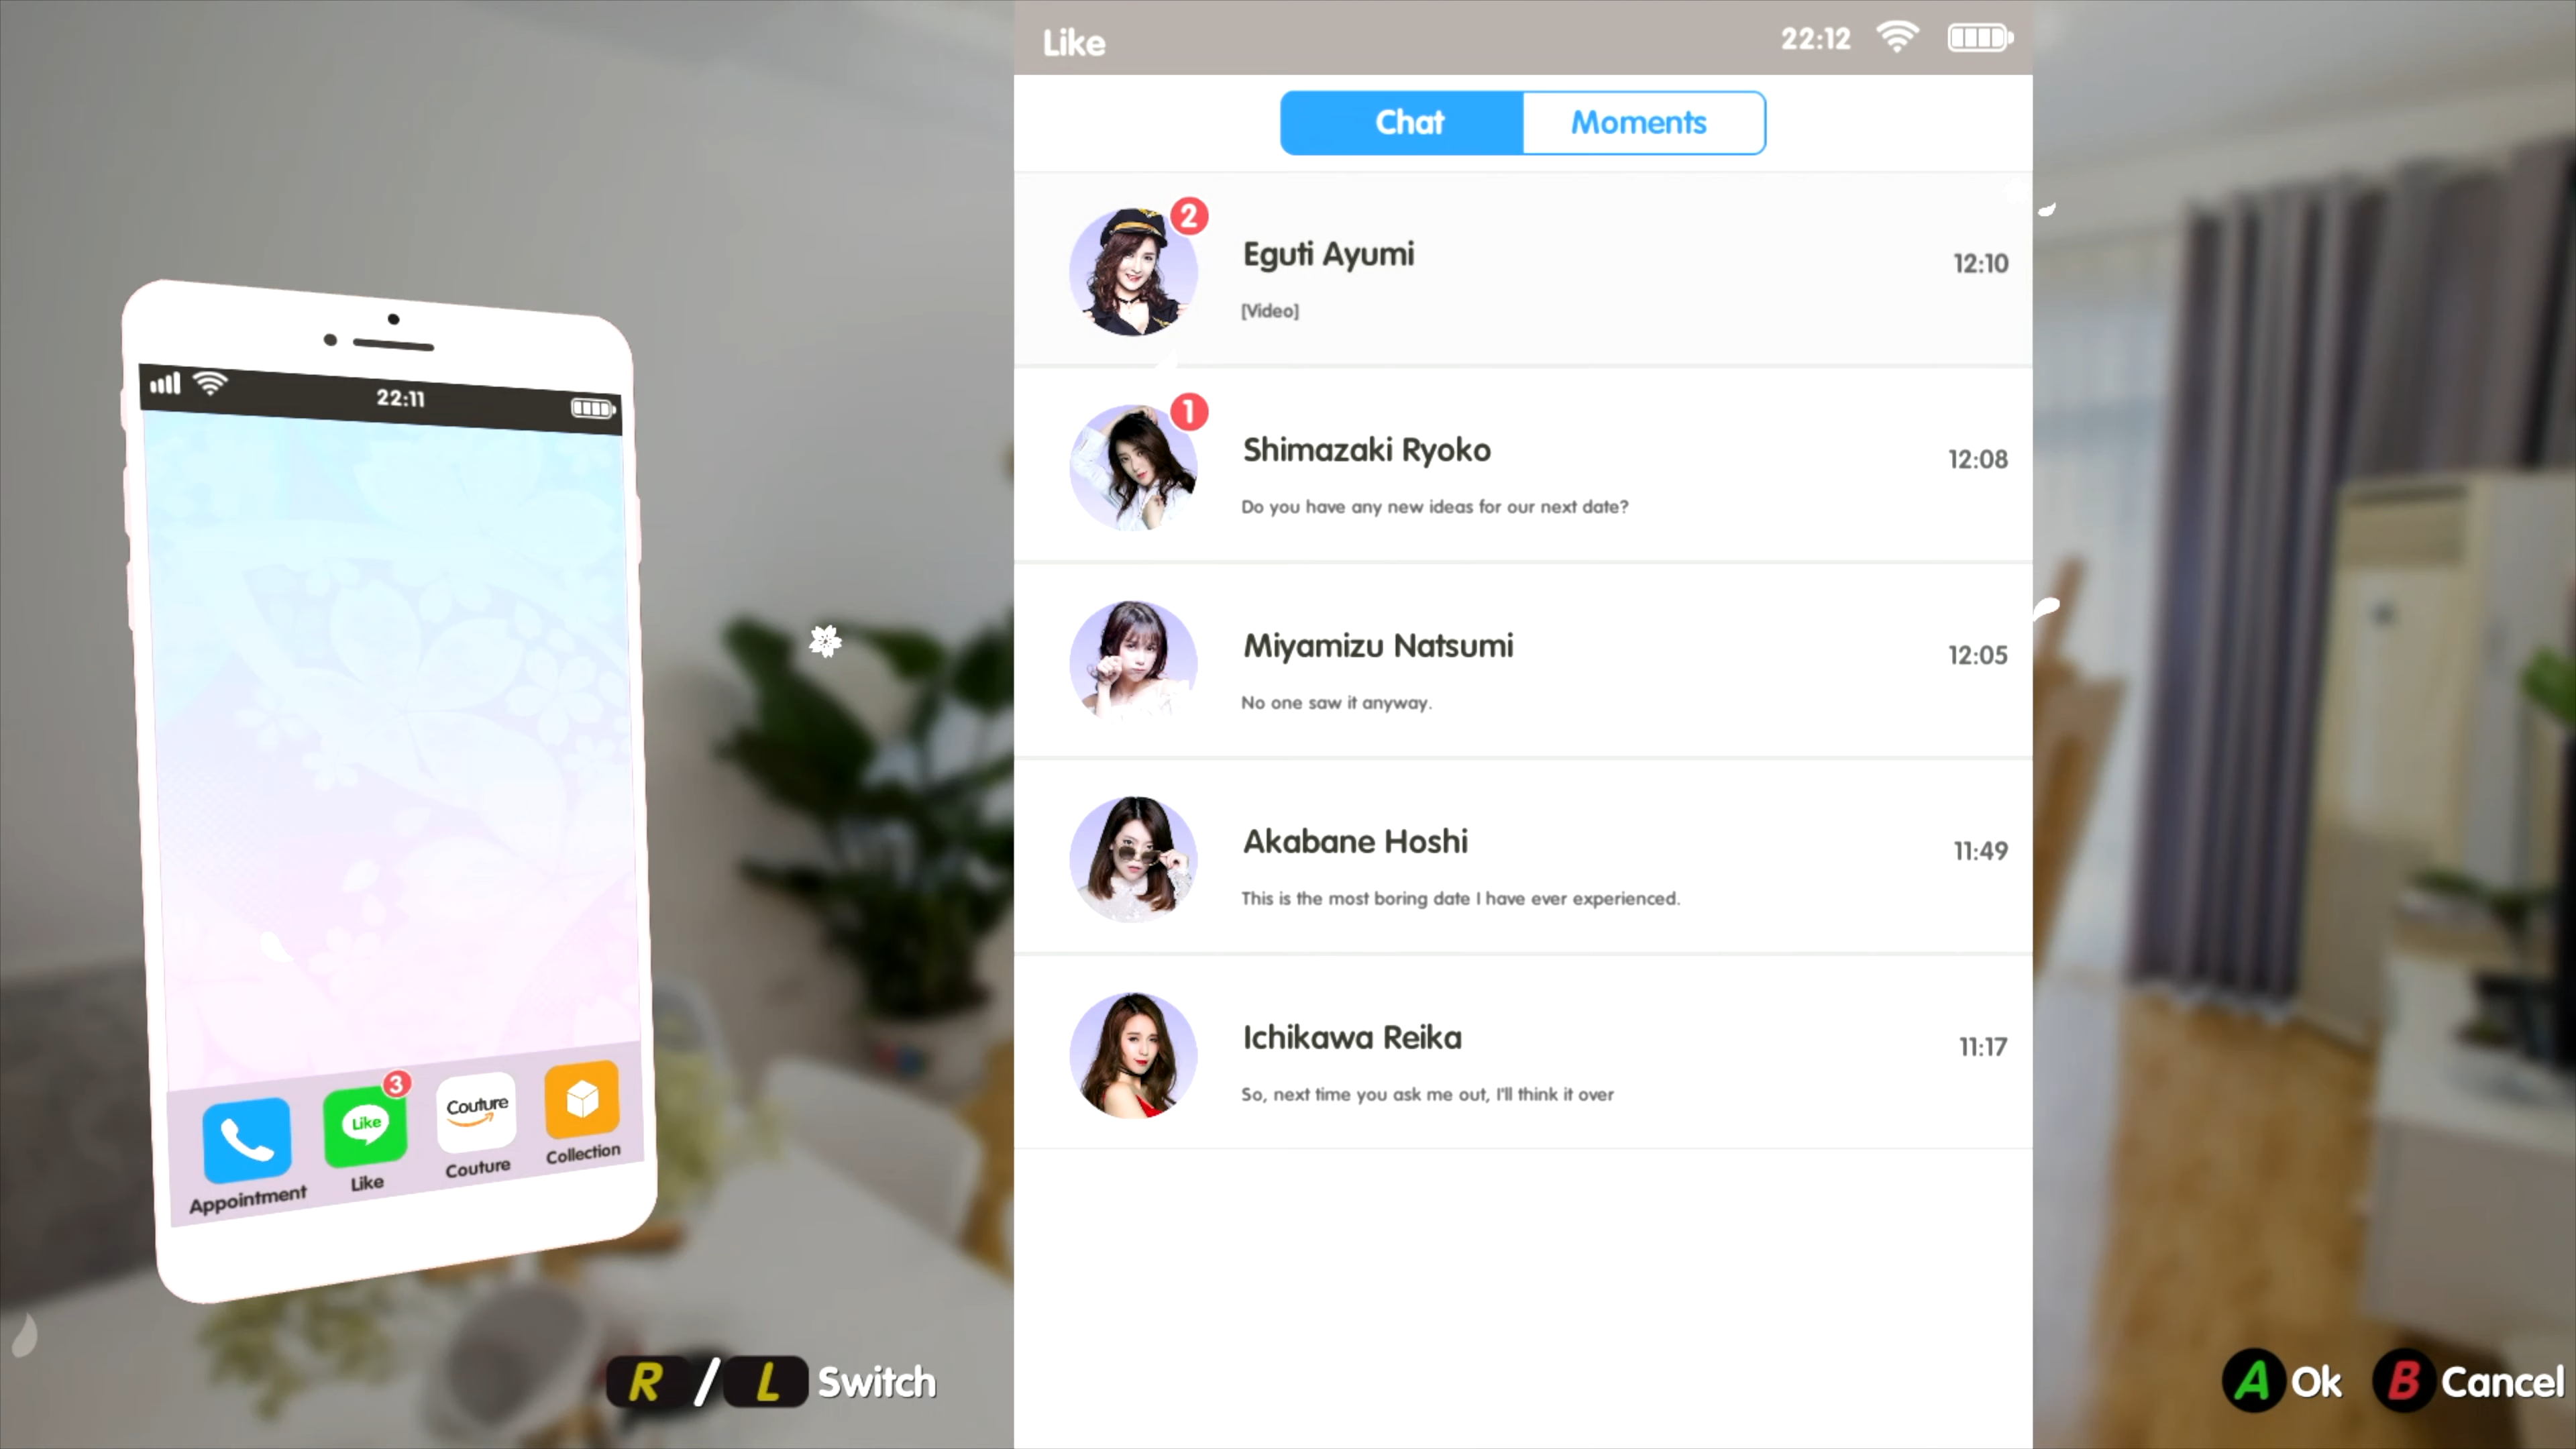 22:11
3
Like
Couture
Appointment
Like
Couture
Collection
R / L Switch
Like
22:12
Chat
Moments
2
Eguti Ayumi
12:10
[Video]
1
Shimazaki Ryoko
12:08
Do you have any new ideas for our next date?
Miyamizu Natsumi
12:05
No one saw it anyway.
Akabane Hoshi
11:49
This is the most boring date I have ever experienced.
Ichikawa Reika
11:17
So, next time you ask me out, I'll think it over
A Ok B Cancel